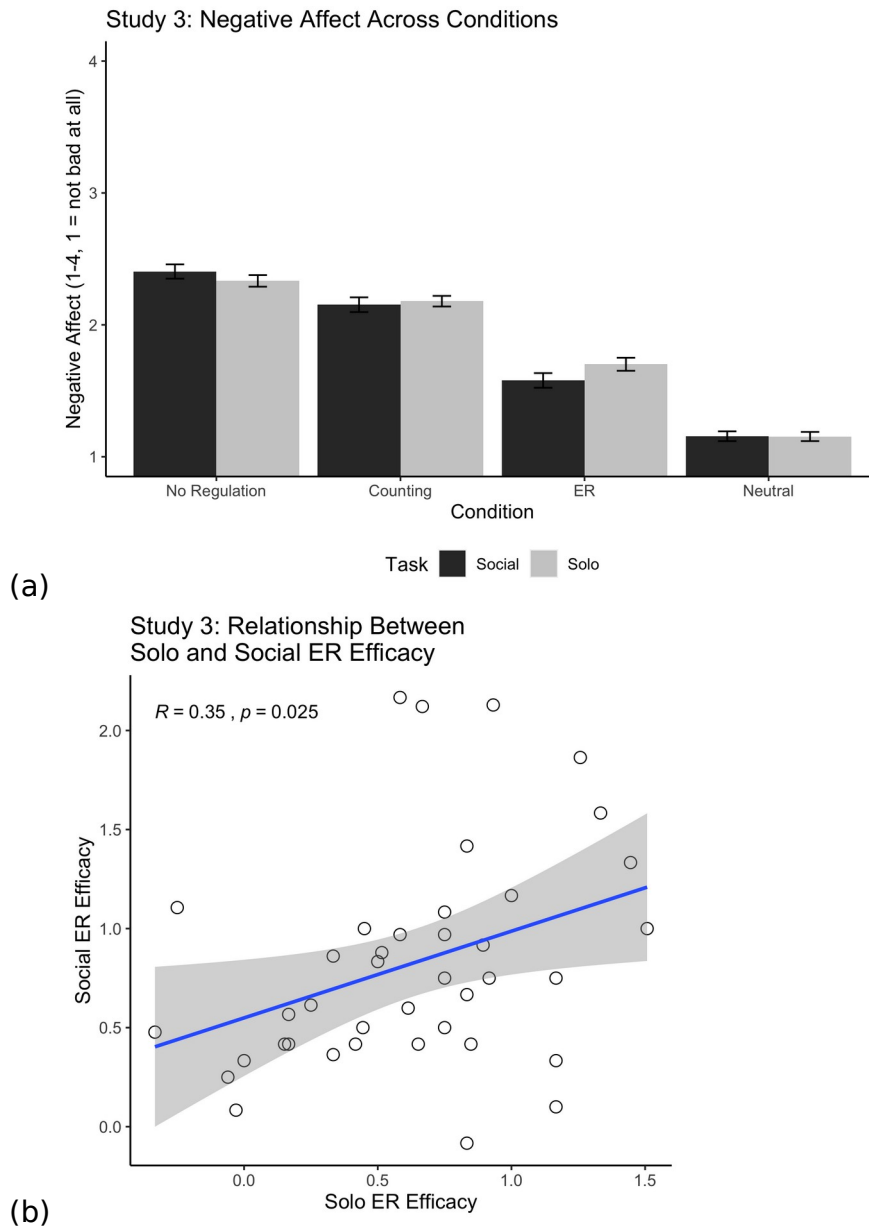 Study 3: Negative Affect Across Conditions
Negative Affect (1-4, 1 = not bad at all)
4
3
2
1
No Regulation
Counting
ER
Neutral
Condition
Task Social Solo
(a)
Study 3: Relationship Between
Solo and Social ER Efficacy
R = 0.35 , p = 0.025
Social ER Efficacy
2.0
1.5
1.0
0.5
0.0
0.0
0.5
1.0
1.5
Solo ER Efficacy
(b)